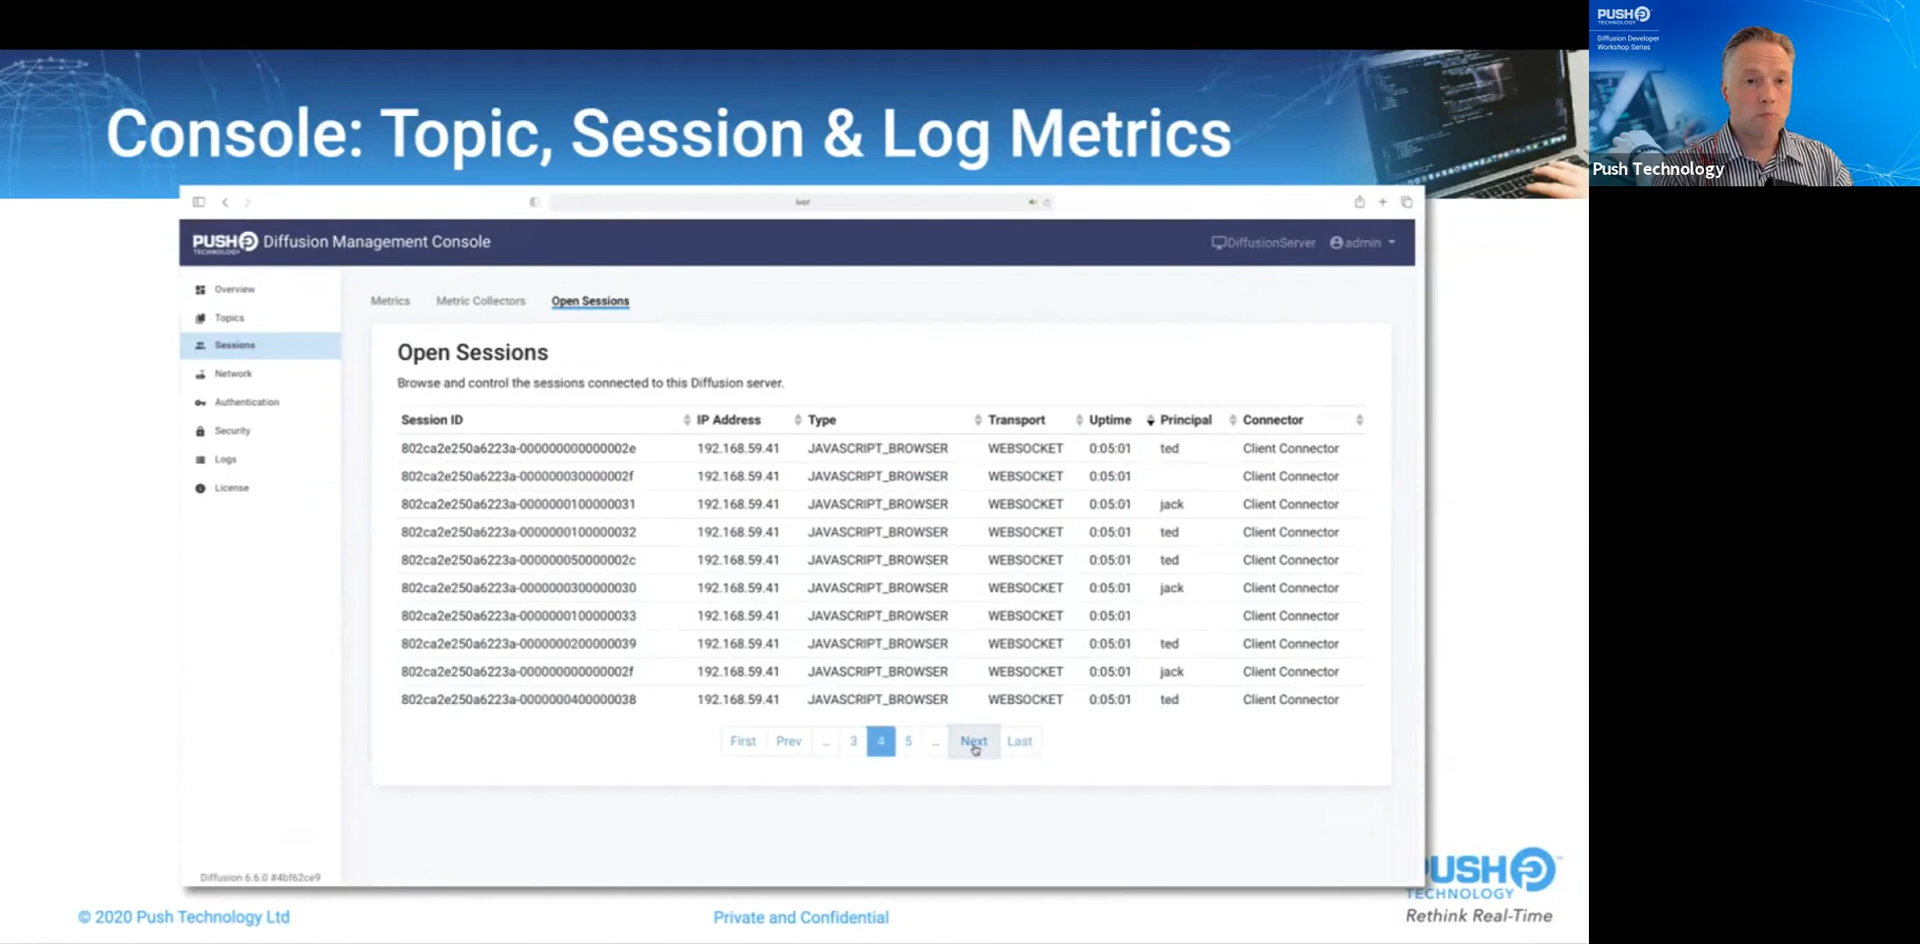 Console: Topic, Session & Log Metrics
PUSH
TECHNOLOGY
Diffusion Developer
Workshop Series
Push Technology
ivor
PUSH
TECHNOLOGY
Diffusion Management Console
DiffusionServer
admin
Overview
Topics
Sessions
Network
Authentication
Security
Logs
License
Metrics Metric Collectors Open Sessions
Open Sessions
Browse and control the sessions connected to this Diffusion server.
Session ID IP Address Type Transport Uptime Principal Connector
802ca2e250a6223a-000000000000002e 192.168.59.41 JAVASCRIPT_BROWSER WEBSOCKET 0:05:01 ted Client Connector
802ca2e250a6223a-000000030000002f 192.168.59.41 JAVASCRIPT_BROWSER WEBSOCKET 0:05:01 Client Connector
802ca2e250a6223a-0000000100000031 192.168.59.41 JAVASCRIPT_BROWSER WEBSOCKET 0:05:01 jack Client Connector
802ca2e250a6223a-0000000100000032 192.168.59.41 JAVASCRIPT_BROWSER WEBSOCKET 0:05:01 ted Client Connector
802ca2e250a6223a-000000050000002c 192.168.59.41 JAVASCRIPT_BROWSER WEBSOCKET 0:05:01 ted Client Connector
802ca2e250a6223a-0000000300000030 192.168.59.41 JAVASCRIPT_BROWSER WEBSOCKET 0:05:01 jack Client Connector
802ca2e250a6223a-0000000100000033 192.168.59.41 JAVASCRIPT_BROWSER WEBSOCKET 0:05:01 Client Connector
802ca2e250a6223a-0000000200000039 192.168.59.41 JAVASCRIPT_BROWSER WEBSOCKET 0:05:01 ted Client Connector
802ca2e250a6223a-000000000000002f 192.168.59.41 JAVASCRIPT_BROWSER WEBSOCKET 0:05:01 jack Client Connector
802ca2e250a6223a-0000000400000038 192.168.59.41 JAVASCRIPT_BROWSER WEBSOCKET 0:05:01 ted Client Connector
First Prev ... 3 4 5 ... Next Last
Diffusion 6.6.0 #4bf62ce9
PUSH
TECHNOLOGY
Rethink Real-Time
© 2020 Push Technology Ltd
Private and Confidential